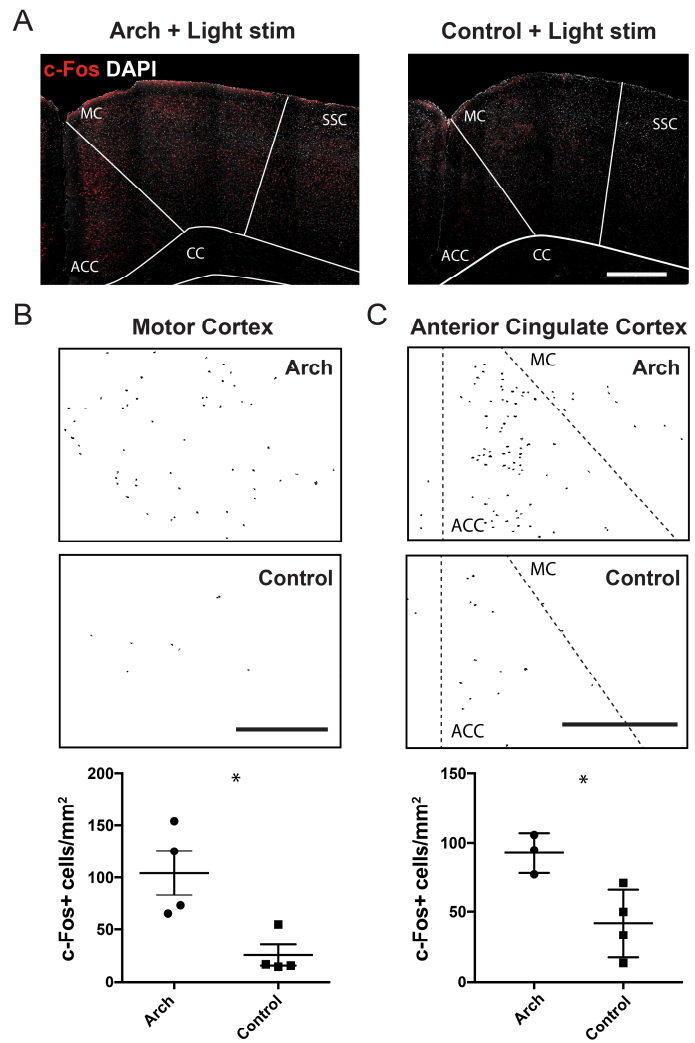 A
Arch + Light stim
Control + Light stim
c-Fos DAPI
MC
SSC
ACC
CC
MC
SSC
ACC
CC
B
Motor Cortex
Arch
Control
200
150
100
50
0
c-Fos+ cells/mm²
*
Arch
Control
C
Anterior Cingulate Cortex
MC
Arch
ACC
MC
Control
ACC
150
100
50
0
c-Fos+ cells/mm²
*
Arch
Control